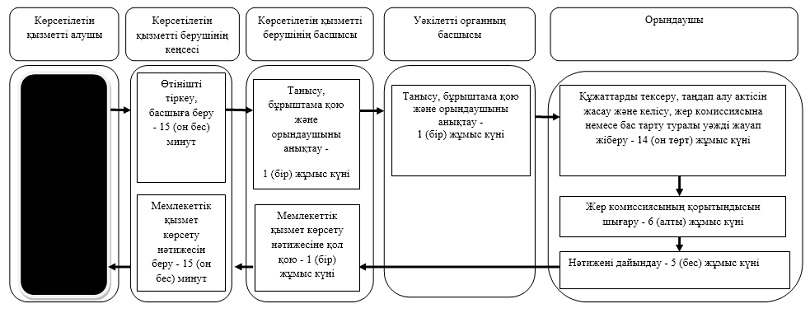 Көрсетілетін
қызметті алушы
Көрсетілетін
қызметті берушінің
кеңсесі
Көрсетілетін қызметті
берушінің басшысы
Уәкілетті органның
басшысы
Орындаушы
Өтінішті
тіркеу,
басшыға беру
- 15 (он бес)
минут
Танысу,
бұрыштама қою
және
орындаушыны
анықтау -
1 (бір) жұмыс күні
Танысу, бұрыштама қою
және орындаушыны
анықтау -
1 (бір) жұмыс күні
Құжаттарды тексеру, таңдап алу актісін
жасау және келісу, жер комиссиясына
немесе бас тарту туралы уәжді жауап
жіберу - 14 (он төрт) жұмыс күні
Мемлекеттік
қызмет
көрсету
нәтижесін
беру - 15 (он
бес) минут
Мемлекеттік
қызмет көрсету
нәтижесіне қол
қою - 1 (бір)
жұмыс күні
Жер комиссиясының қорытындысын
шығару - 6 (алты) жұмыс күні
Нәтижені дайындау - 5 (бес) жұмыс күні